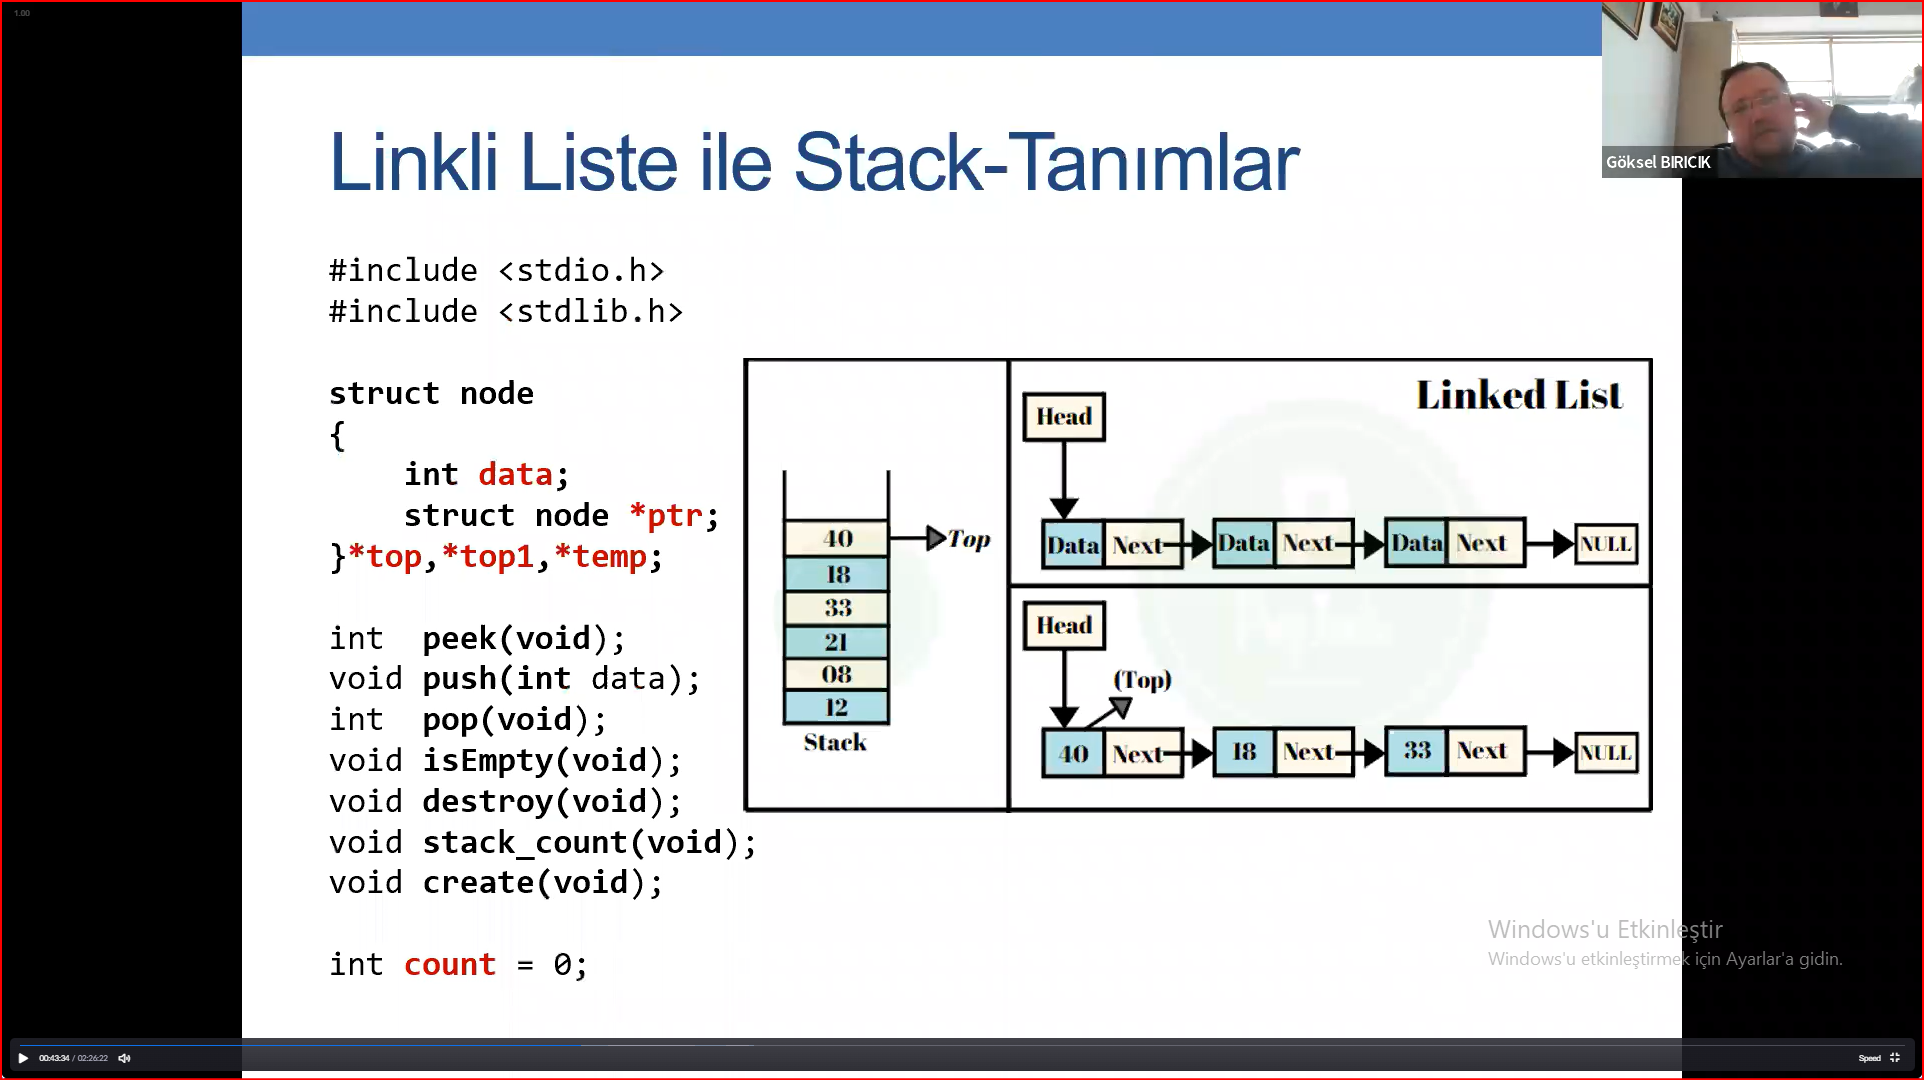 1.00
Göksel BIRICIK
Linkli Liste ile Stack-Tanımlar
#include <stdio.h>
#include <stdlib.h>
struct node
{
int data;
struct node *ptr;
}*top,*top1,*temp;
int peek(void);
void push(int data);
int pop(void);
void isEmpty(void);
void destroy(void);
void stack_count(void);
void create(void);
int count = 0;
40
Top
18
33
21
08
12
Stack
Linked List
Head
Data Next Data Next Data Next NULL
Head
(Top)
40 Next 18 Next 33 Next NULL
Windows'u Etkinleştir
Windows'u etkinleştirmek için Ayarlar'a gidin.
00:43:34 / 02:26:22
Speed